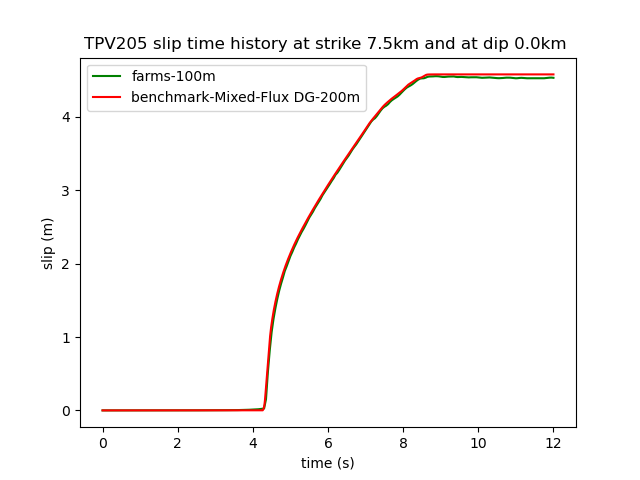 TPV205 slip time history at strike 7.5km and at dip 0.0km
farms-100m
benchmark-Mixed-Flux DG-200m
slip (m)
4
3
2
1
0
0 2 4 6 8 10 12
time (s)